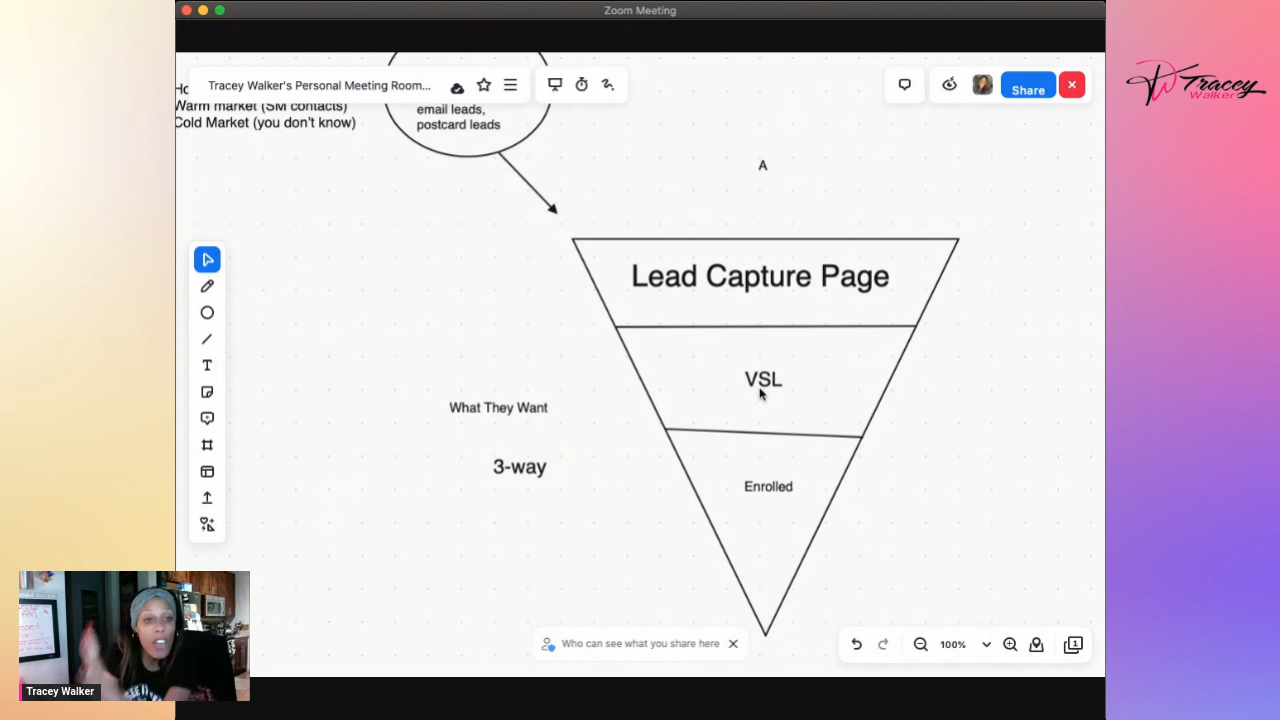 Zoom Meeting
Tracey Walker's Personal Meeting Room...
Share
Warm market (SM contacts)
Cold Market (you don't know)
email leads,
postcard leads
A
Lead Capture Page
VSL
What They Want
3-way
Enrolled
Who can see what you share here
100%
1
Tracey Walker
Tracey
Walker